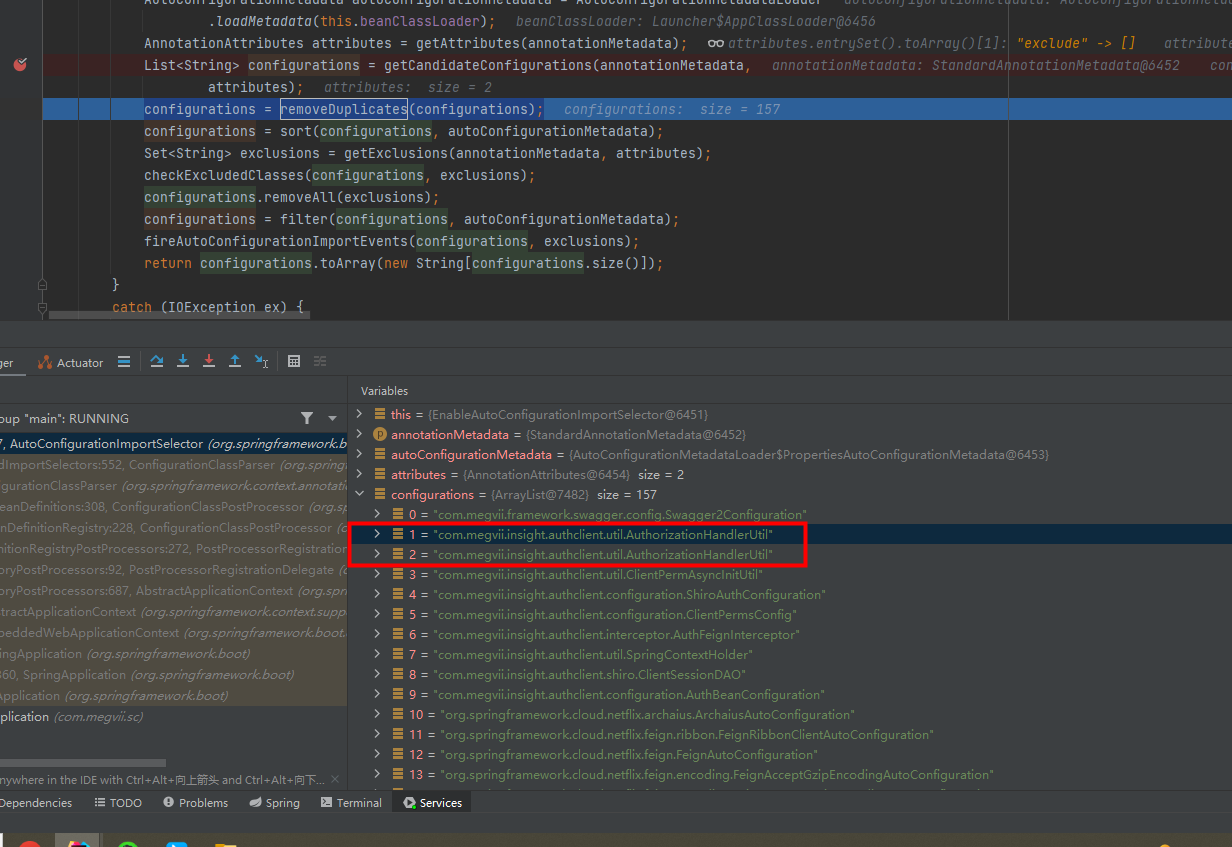 .loadMetadata(this.beanClassLoader); beanClassLoader: Launcher$AppClassLoader@6456
AnnotationAttributes attributes = getAttributes(annotationMetadata); attributes.entrySet().toArray()[1]: "exclude" -> [] attribute
List<String> configurations = getCandidateConfigurations(annotationMetadata, annotationMetadata: StandardAnnotationMetadata@6452 con
attributes); attributes: size = 2
configurations = removeDuplicates(configurations); configurations: size = 157
configurations = sort(configurations, autoConfigurationMetadata);
Set<String> exclusions = getExclusions(annotationMetadata, attributes);
checkExcludedClasses(configurations, exclusions);
configurations.removeAll(exclusions);
configurations = filter(configurations, autoConfigurationMetadata);
fireAutoConfigurationImportEvents(configurations, exclusions);
return configurations.toArray(new String[configurations.size()]);
}
catch (IOException ex) {
ger Actuator
oup "main": RUNNING
7, AutoConfigurationImportSelector (org.springframework.b
dImportSelectors:552, ConfigurationClassParser (org.spring
igurationClassParser (org.springframework.context.annotatio
eanDefinitions:308, ConfigurationClassPostProcessor (org.sp
nDefinitionRegistry:228, ConfigurationClassPostProcessor (
nitionRegistryPostProcessors:272, PostProcessorRegistration
oryPostProcessors:92, PostProcessorRegistrationDelegate (o
oryPostProcessors:687, AbstractApplicationContext (org.spri
stractApplicationContext (org.springframework.context.supp
beddedWebApplicationContext (org.springframework.boot.
ingApplication (org.springframework.boot)
360, SpringApplication (org.springframework.boot)
Application (org.springframework.boot)
plication (com.megvii.sc)
nywhere in the IDE with Ctrl+Alt+向上箭头 and Ctrl+Alt+向下...
Variables
this = {EnableAutoConfigurationImportSelector@6451}
annotationMetadata = {StandardAnnotationMetadata@6452}
autoConfigurationMetadata = {AutoConfigurationMetadataLoader$PropertiesAutoConfigurationMetadata@6453}
attributes = {AnnotationAttributes@6454} size = 2
configurations = {ArrayList@7482} size = 157
0 = "com.megvii.framework.swagger.config.Swagger2Configuration"
1 = "com.megvii.insight.authclient.util.AuthorizationHandlerUtil"
2 = "com.megvii.insight.authclient.util.AuthorizationHandlerUtil"
3 = "com.megvii.insight.authclient.util.ClientPermAsyncInitUtil"
4 = "com.megvii.insight.authclient.configuration.ShiroAuthConfiguration"
5 = "com.megvii.insight.authclient.configuration.ClientPermsConfig"
6 = "com.megvii.insight.authclient.interceptor.AuthFeignInterceptor"
7 = "com.megvii.insight.authclient.util.SpringContextHolder"
8 = "com.megvii.insight.authclient.shiro.ClientSessionDAO"
9 = "com.megvii.insight.authclient.configuration.AuthBeanConfiguration"
10 = "org.springframework.cloud.netflix.archaius.ArchaiusAutoConfiguration"
11 = "org.springframework.cloud.netflix.feign.ribbon.FeignRibbonClientAutoConfiguration"
12 = "org.springframework.cloud.netflix.feign.FeignAutoConfiguration"
13 = "org.springframework.cloud.netflix.feign.encoding.FeignAcceptGzipEncodingAutoConfiguration"
Dependencies TODO Problems Spring Terminal Services